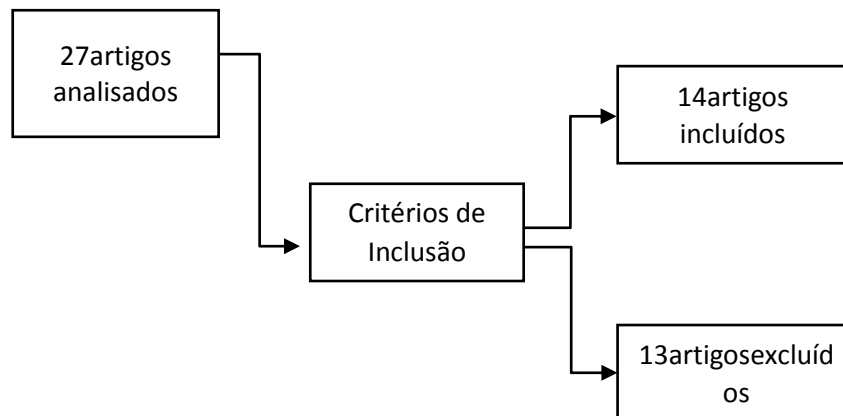 27artigos
analisados
14artigos
incluídos
Critérios de
Inclusão
13artigosexcluíd
os